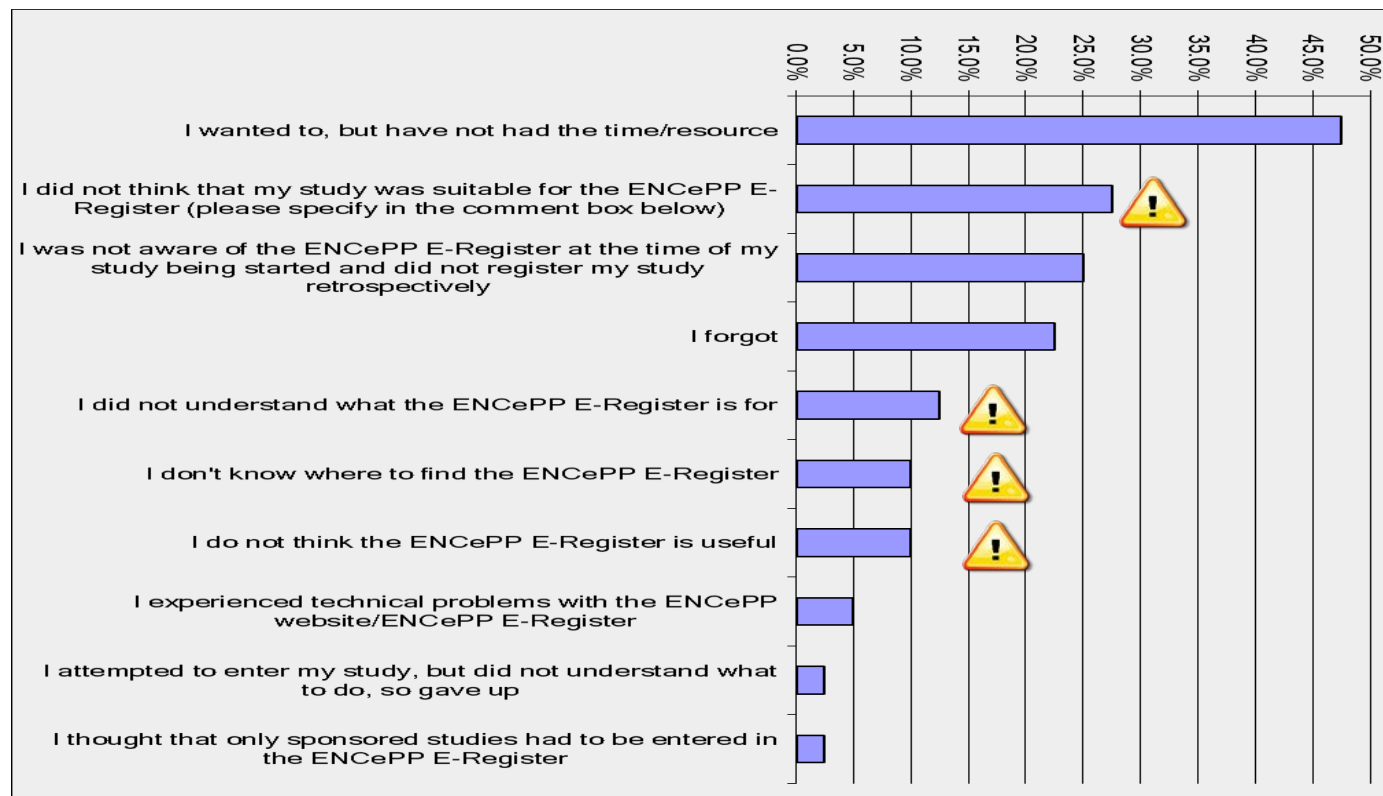 0.0%
5.0%
10.0%
15.0%
20.0%
25.0%
30.0%
35.0%
40.0%
45.0%
50.0%
I wanted to, but have not had the time/resource
I did not think that my study was suitable for the ENCePP E-
Register (please specify in the comment box below)
!
I was not aware of the ENCePP E-Register at the time of my
study being started and did not register my study
retrospectively
I forgot
I did not understand what the ENCePP E-Register is for
!
I don't know where to find the ENCePP E-Register
!
I do not think the ENCePP E-Register is useful
!
I experienced technical problems with the ENCePP
website/ENCePP E-Register
I attempted to enter my study, but did not understand what
to do, so gave up
I thought that only sponsored studies had to be entered in
the ENCePP E-Register